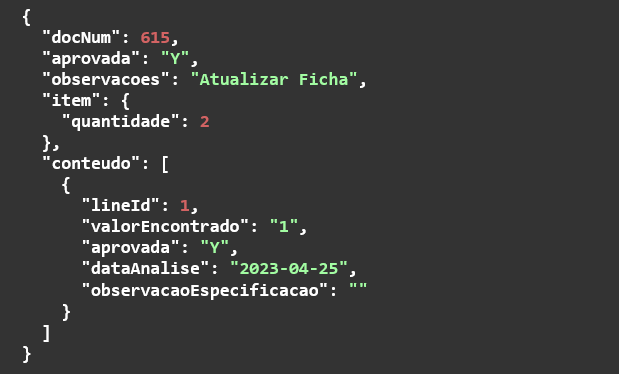 {
"docNum": 615,
"aprovada": "Y",
"observacoes": "Atualizar Ficha",
"item": {
"quantidade": 2
},
"conteudo": [
{
"lineId": 1,
"valorEncontrado": "1",
"aprovada": "Y",
"dataAnalise": "2023-04-25",
"observacaoEspecificacao": ""
}
]
}